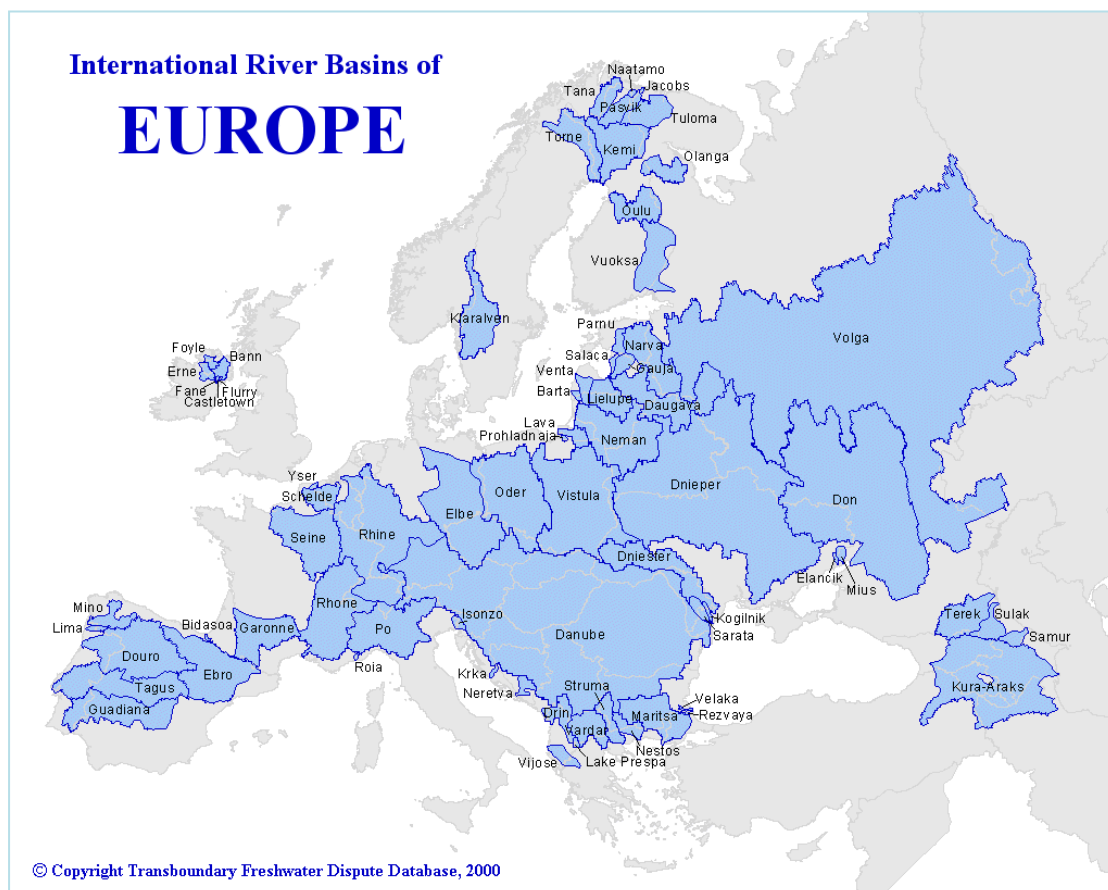 International River Basins of
EUROPE
Naatamo
Tana
Jacobs
Pasvik
Tuloma
Torne
Kemi
Olanga
Oulu
Vuoksa
Klaralven
Parnu
Narva
Volga
Foyle
Bann
Salaca
Gauja
Erne
Venta
Fane
Flurry
Castletown
Barta
Lielupe
Daugava
Lava
Prohladnaja
Neman
Yser
Schelde
Elbe
Oder
Vistula
Dnieper
Don
Seine
Rhine
Dniester
Elancik
Mius
Mino
Rhone
Isonzo
Kogilnik
Terek
Sulak
Lima
Bidasoa
Garonne
Po
Danube
Sarata
Samur
Douro
Roia
Ebro
Krka
Tagus
Neretva
Struma
Kura-Araks
Guadiana
Velaka
Drin
Maritsa
Rezvaya
Vardar
Nestos
Vijose
Lake Prespa
© Copyright Transboundary Freshwater Dispute Database, 2000